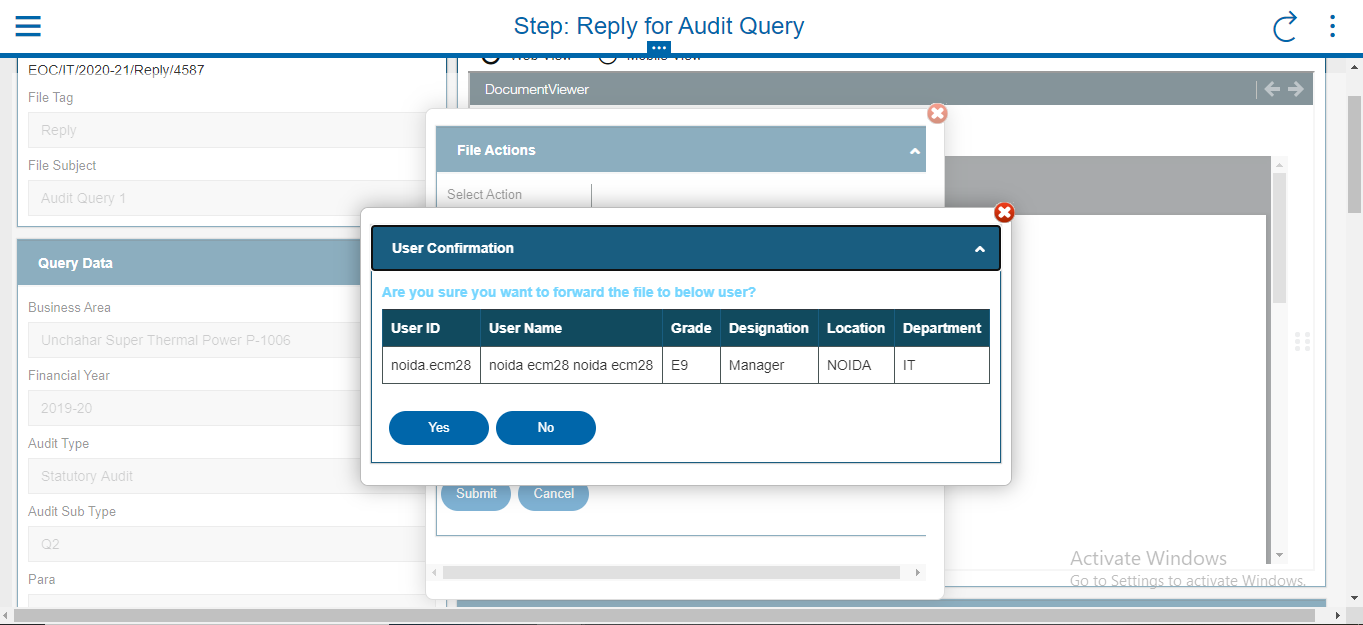 Step: Reply for Audit Query
EOC/IT/2020-21/Reply/4587
File Tag
Reply
File Subject
Audit Query 1
Query Data
Business Area
Unchahar Super Thermal Power P-1006
Financial Year
2019-20
Audit Type
Statutory Audit
Audit Sub Type
Q2
Para
Web View Mobile View
DocumentViewer
File Actions
Select Action
User Confirmation
Are you sure you want to forward the file to below user?
User ID User Name Grade Designation Location Department
noida.ecm28 noida ecm28 noida ecm28 E9 Manager NOIDA IT
Yes No
Submit Cancel
Activate Windows
Go to Settings to activate Windows.